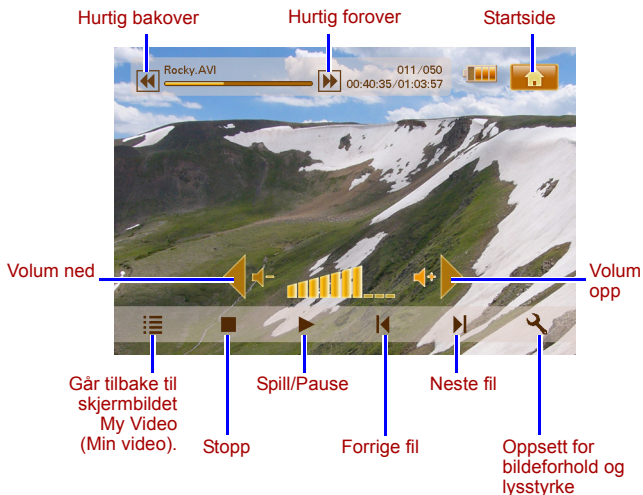 Hurtig bakover
Hurtig forover
Startside
Rocky.AVI
011/050
00:40:35/01:03:57
Volum ned
Volum
opp
Går tilbake til
skjermbildet
My Video
(Min video).
Stopp
Spill/Pause
Forrige fil
Neste fil
Oppsett for
bildeforhold og
lysstyrke